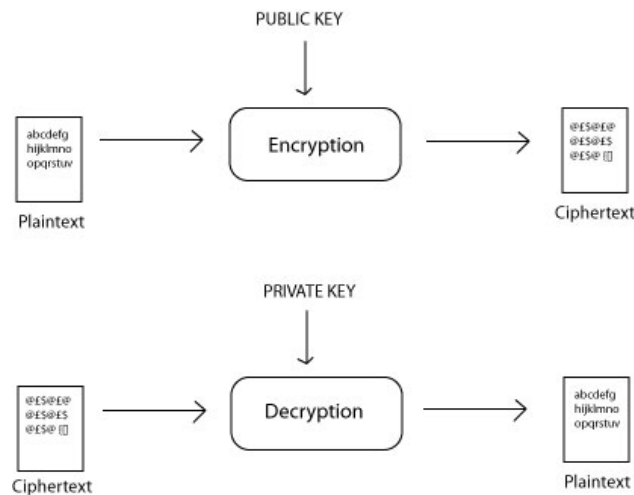 PUBLIC KEY
abcdefg
hijklmno
opqrstuv
Plaintext
Encryption
@£$@£@
@£$@£$
@£$@ {[]
Ciphertext
PRIVATE KEY
@£$@£@
@£$@£$
@£$@ {[]
Ciphertext
Decryption
abcdefg
hijklmno
opqrstuv
Plaintext